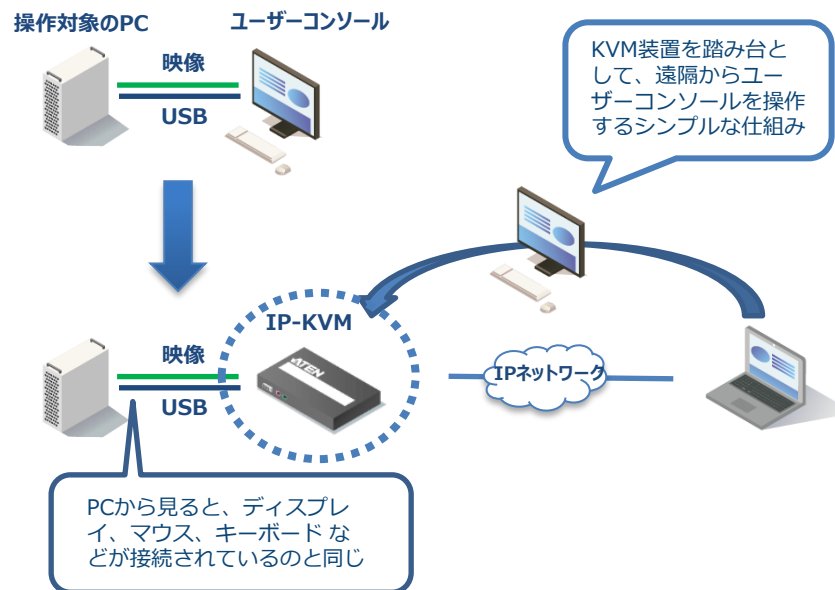 操作対象のPC
ユーザーコンソール
映像
USB
KVM装置を踏み台と
して、遠隔からユー
ザーコンソールを操作
するシンプルな仕組み
IP-KVM
映像
USB
ATEN
IPネットワーク
PCから見ると、ディスプレ
イ、マウス、キーボード な
どが接続されているのと同じ